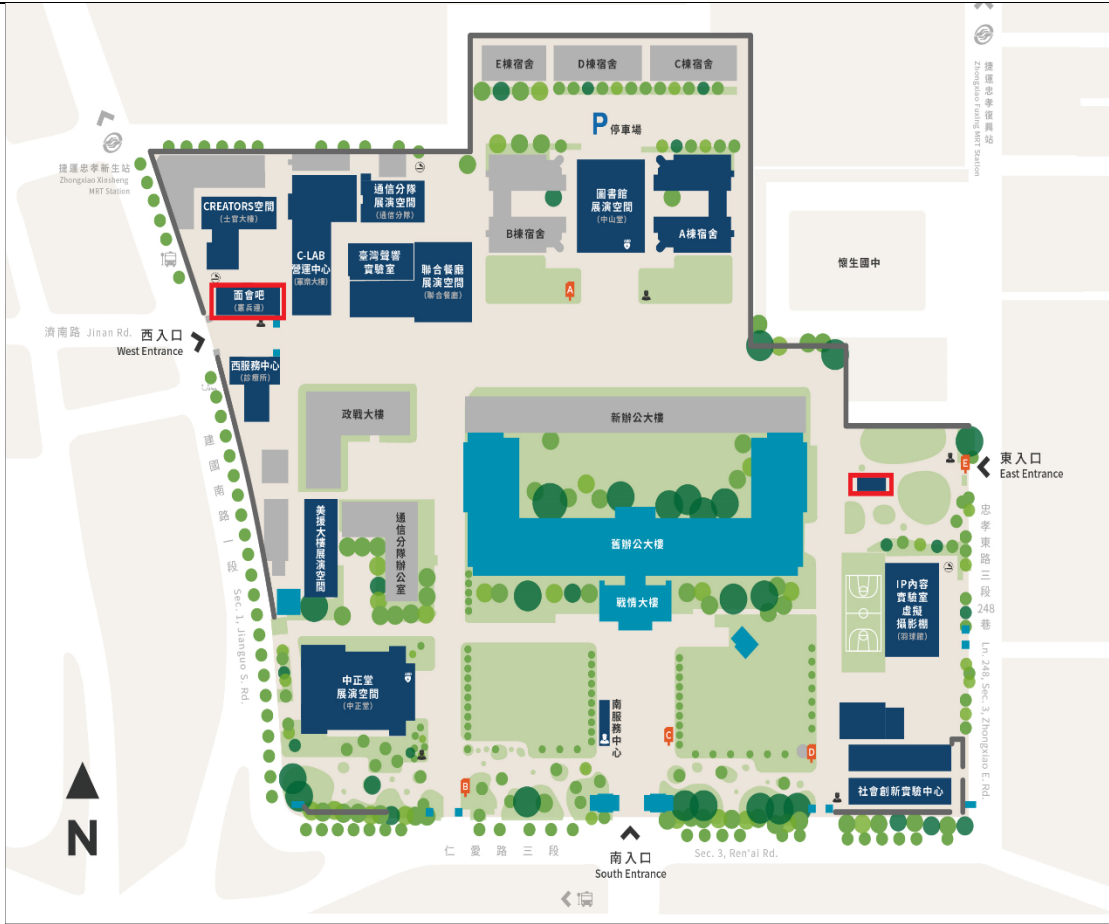 E棟宿舍
D棟宿舍
C棟宿舍
P 停車場
捷運忠孝復興站
Zhongxiao Fuxing MRT Station
捷運忠孝新生站
Zhongxiao Xinsheng
MRT Station
CREATORS空間
(士官大樓)
通信分隊
展演空間
(通信分隊)
圖書館
展演空間
(中山堂)
B棟宿舍
A棟宿舍
C-LAB
營運中心
(憲常大樓)
臺灣聲響
實驗室
聯合餐廳
展演空間
(聯合餐廳)
懷生國中
面會吧
(憲兵連)
A
濟南路 Jinan Rd.
西入口
West Entrance
西服務中心
(診療所)
政戰大樓
新辦公大樓
東入口
East Entrance
E
建國南路一段 Sec. 1, Jianguo S. Rd.
美援大樓展演空間
通信分隊辦公室
舊辦公大樓
戰情大樓
IP內容
實驗室
虛擬
攝影棚
(羽球館)
忠孝東路三段248巷 Ln. 248, Sec. 3, Zhongxiao E. Rd.
中正堂
展演空間
(中正堂)
南服務中心
C
D
B
社會創新實驗中心
N
仁愛路三段
南入口
South Entrance
Sec. 3, Ren'ai Rd.